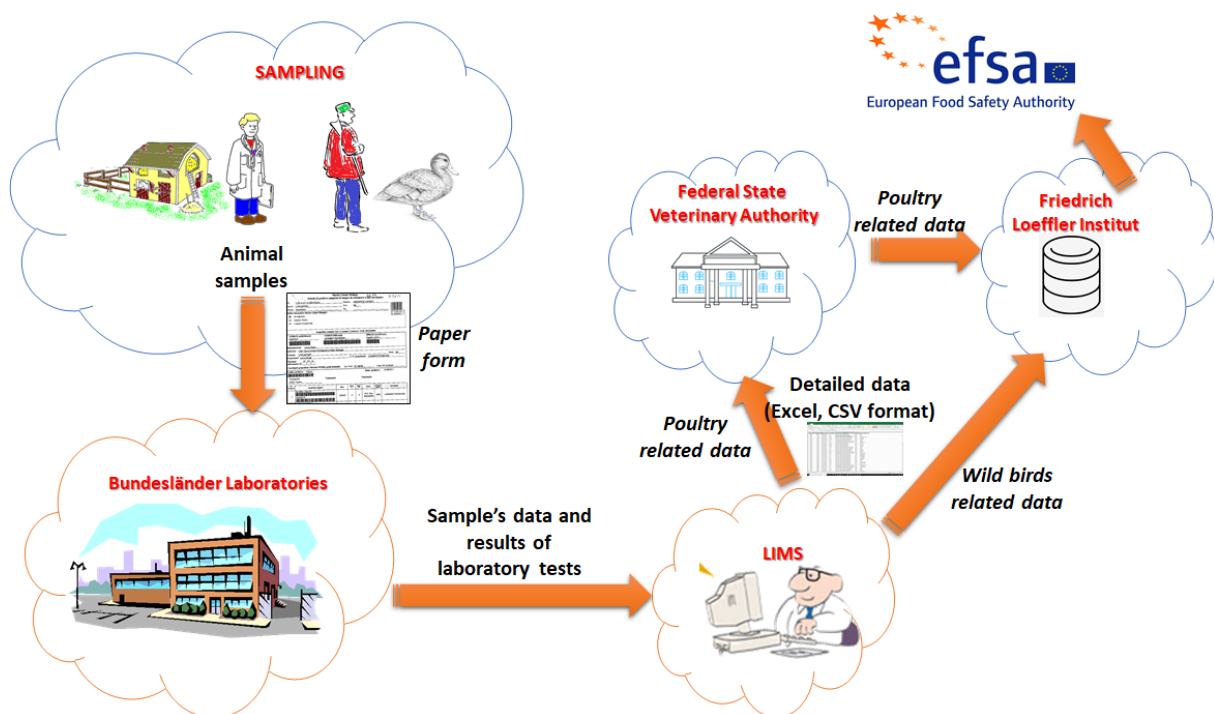 SAMPLING
Animal
samples
Paper
form
Bundesländer Laboratories
Sample's data and
results of
laboratory tests
LIMS
Poultry
related data
Detailed data
(Excel, CSV format)
Wild birds
related data
Federal State
Veterinary Authority
Poultry
related data
Friedrich
Loeffler Institut
efsa
European Food Safety Authority